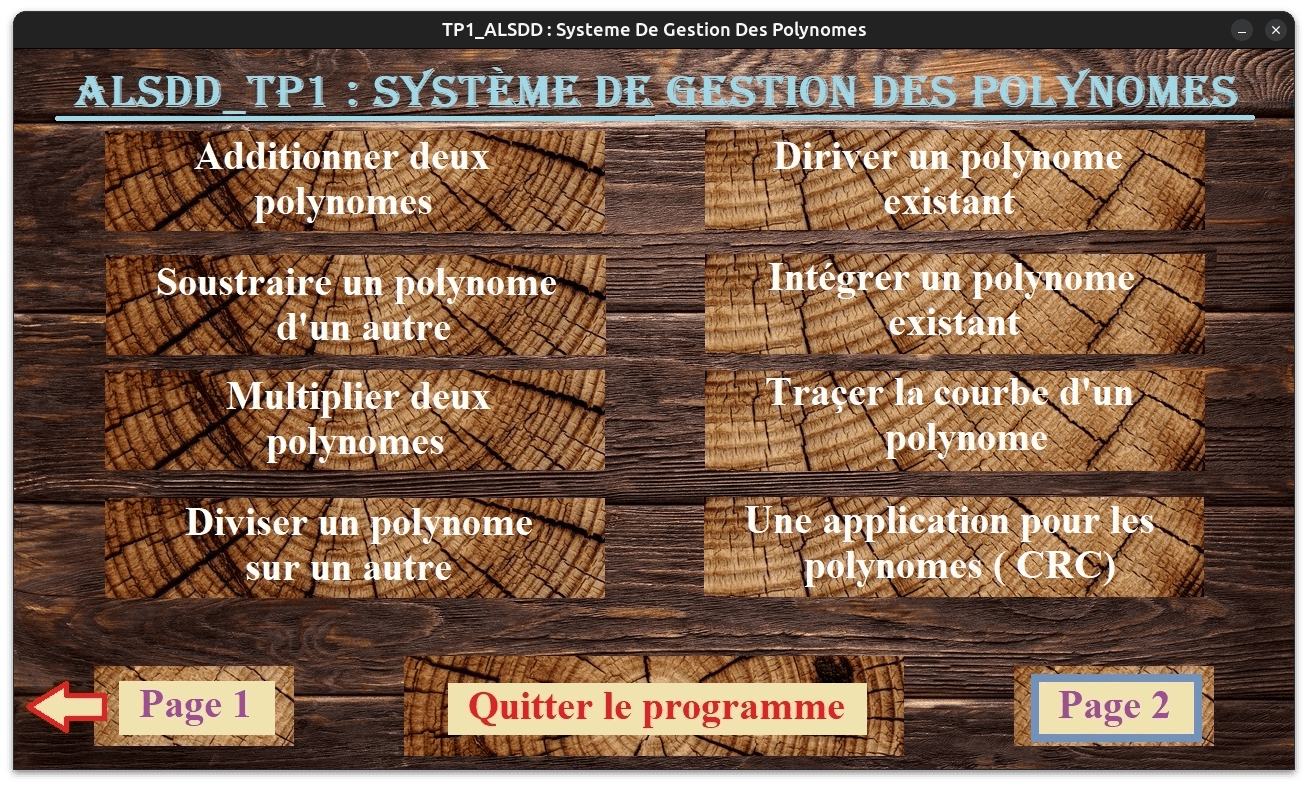 TP1_ALSDD : Systeme De Gestion Des Polynomes
ALSDD_TP1 : SYSTÈME DE GESTION DES POLYNOMES
Additionner deux
polynomes
Diriver un polynome
existant
Soustraire un polynome
d'un autre
Intégrer un polynome
existant
Multiplier deux
polynomes
Traçer la courbe d'un
polynome
Diviser un polynome
sur un autre
Une application pour les
polynomes ( CRC)
Page 1
Quitter le programme
Page 2